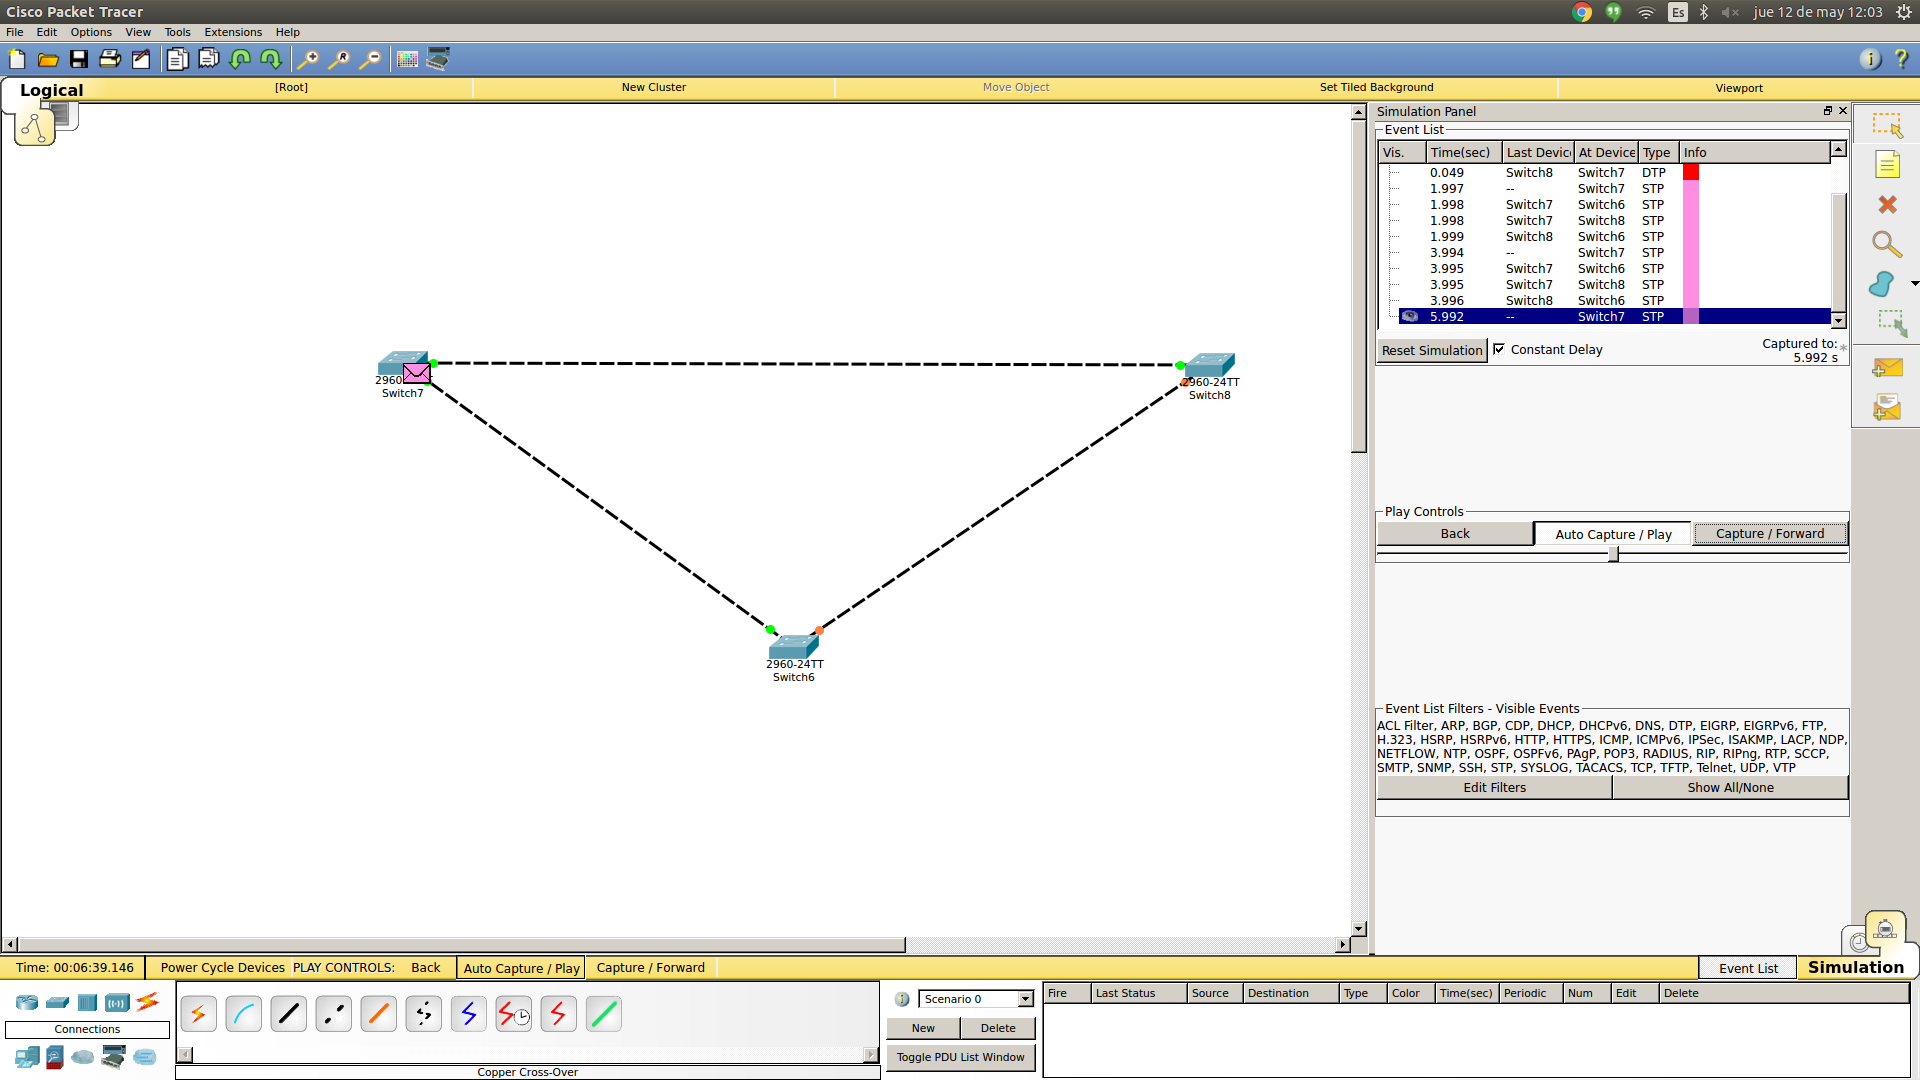 Cisco Packet Tracer
Es
jue 12 de may 12:03
File Edit Options View Tools Extensions Help
Logical
[Root]
New Cluster
Move Object
Set Tiled Background
Viewport
Simulation Panel
Event List
Vis. Time(sec) Last Devic At Device Type Info
0.049 Switch8 Switch7 DTP
1.997 -- Switch7 STP
1.998 Switch7 Switch6 STP
1.998 Switch7 Switch8 STP
1.999 Switch8 Switch6 STP
3.994 -- Switch7 STP
3.995 Switch7 Switch6 STP
3.995 Switch7 Switch8 STP
3.996 Switch8 Switch6 STP
5.992 -- Switch7 STP
Reset Simulation
Constant Delay
Captured to:
5.992 s
2960
Switch7
2960-24TT
Switch8
2960-24TT
Switch6
Play Controls
Back
Auto Capture / Play
Capture / Forward
Event List Filters - Visible Events
ACL Filter, ARP, BGP, CDP, DHCP, DHCPv6, DNS, DTP, EIGRP, EIGRPv6, FTP,
H.323, HSRP, HSRPv6, HTTP, HTTPS, ICMP, ICMPv6, IPSec, ISAKMP, LACP, NDP,
NETFLOW, NTP, OSPF, OSPFv6, PAgP, POP3, RADIUS, RIP, RIPng, RTP, SCCP,
SMTP, SNMP, SSH, STP, SYSLOG, TACACS, TCP, TFTP, Telnet, UDP, VTP
Edit Filters
Show All/None
Time: 00:06:39.146
Power Cycle Devices
PLAY CONTROLS:
Back
Auto Capture / Play
Capture / Forward
Event List
Simulation
Connections
Copper Cross-Over
Scenario 0
New
Delete
Toggle PDU List Window
Fire Last Status Source Destination Type Color Time(sec) Periodic Num Edit Delete